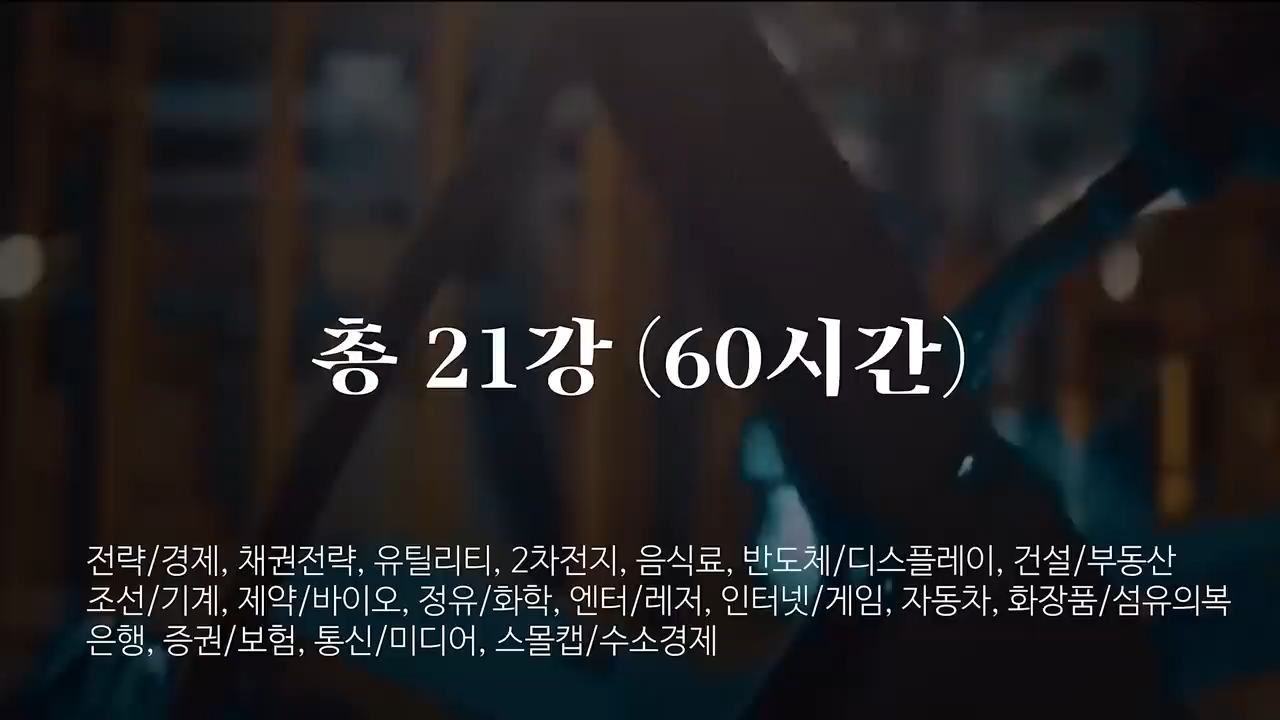 총 21강 (60시간)
전략/경제, 채권전략, 유틸리티, 2차전지, 음식료, 반도체/디스플레이, 건설/부동산
조선/기계, 제약/바이오, 정유/화학, 엔터/레저, 인터넷/게임, 자동차, 화장품/섬유의복
은행, 증권/보험, 통신/미디어, 스몰캡/수소경제